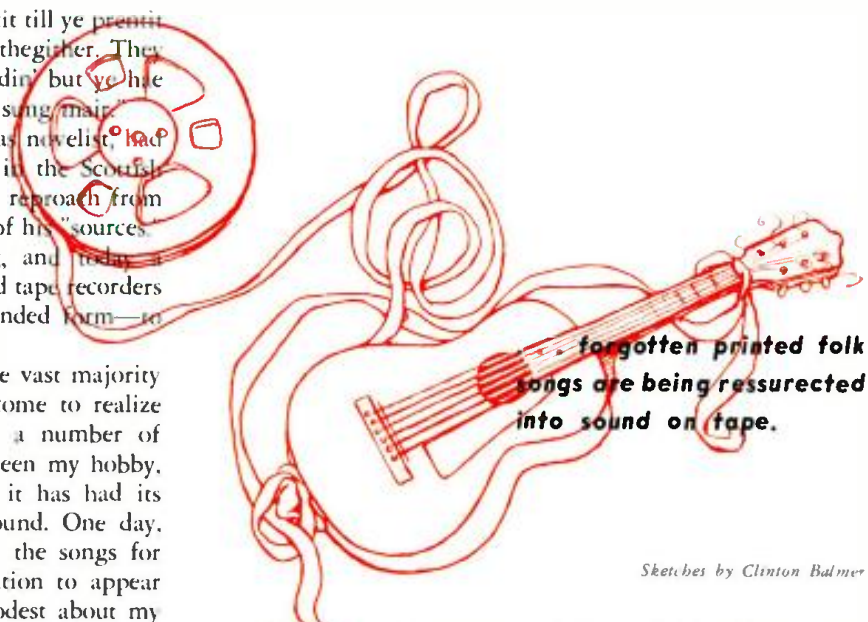 it till ye prentit
thegither. They
din' but ye hae
sung mair."
as novelist, had
in the Scottish
reproach from
of his "sources."
, and today a
d tape recorders
nded form—to
e vast majority
ome to realize
a number of
een my hobby,
it has had its
ound. One day,
the songs for
tion to appear
odest about my
forgotten printed folk
songs are being ressurected
into sound on tape.
Sketches by Clinton Balmer